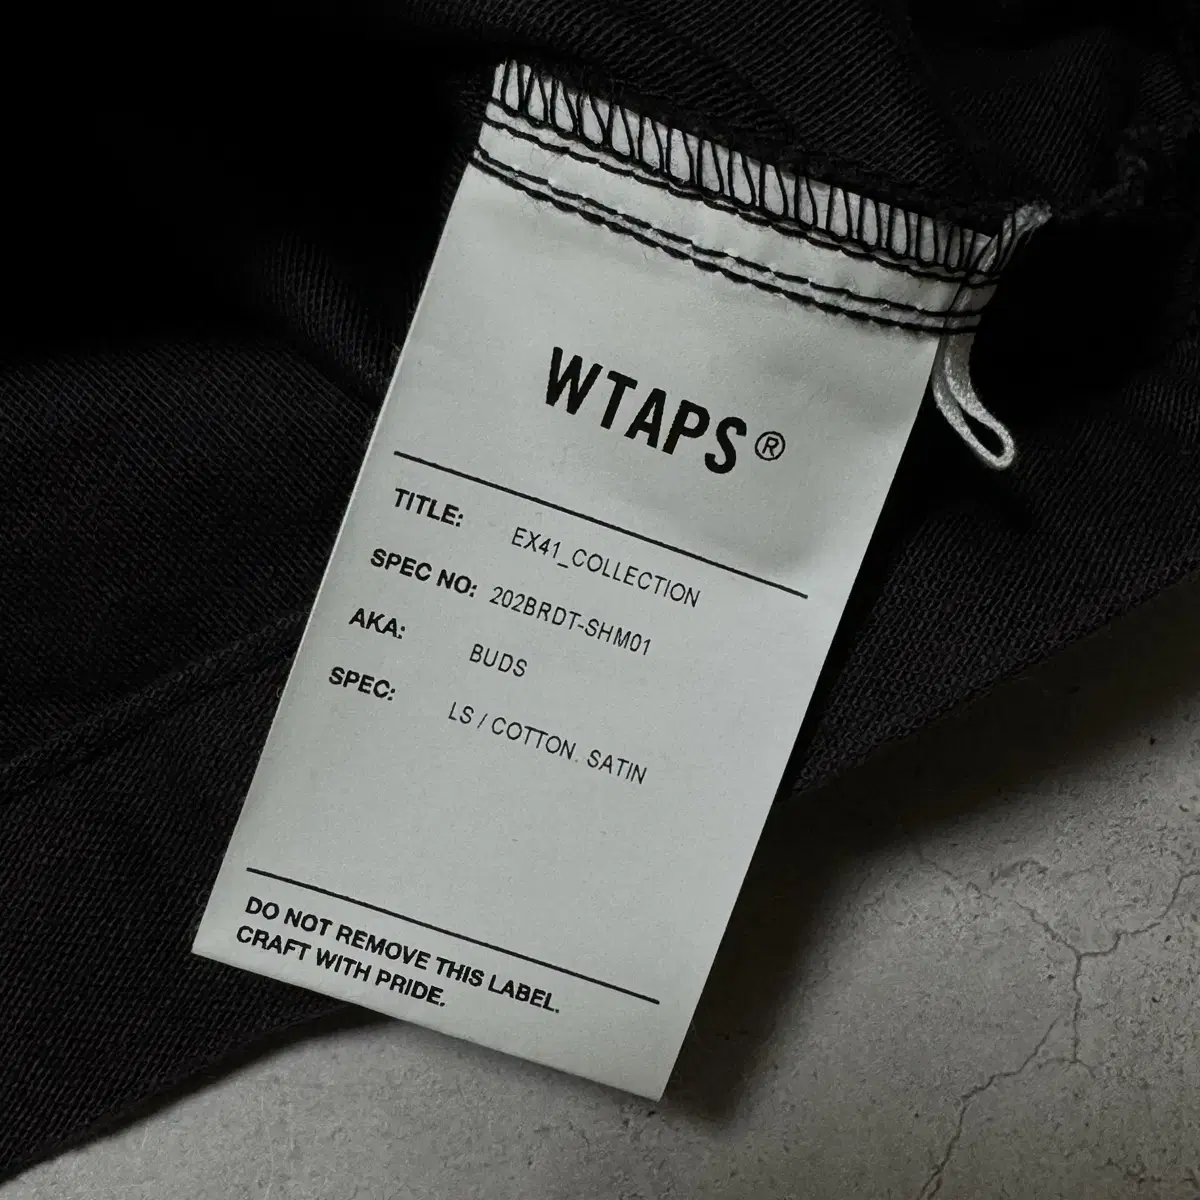 WTAPS®
TITLE: EX41_COLLECTION
SPEC NO: 202BRDT-SHM01
AKA: BUDS
SPEC: LS / COTTON. SATIN
DO NOT REMOVE THIS LABEL.
CRAFT WITH PRIDE.